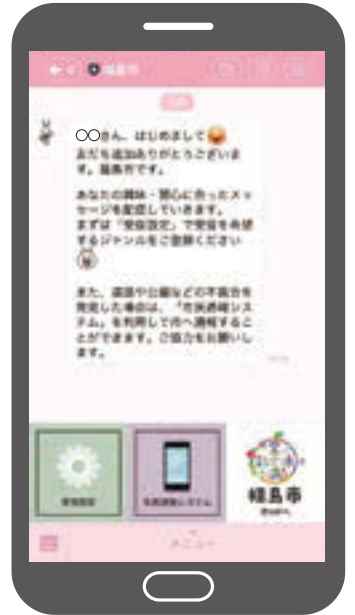 福島市
〇〇さん、はじめまして
友だち追加ありがとうございま
す。福島市です。
あなたの興味・関心に合ったメッ
セージを配信していきます。
まずは「受信設定」で受信を希望
するジャンルをご登録ください
また、道路や公園などの不具合を
発見した場合は、「市民通報シス
テム」を利用して市へ通報するこ
とができます。ご協力をお願いし
ます。
受信設定
市民通報システム
福島市
メニュー